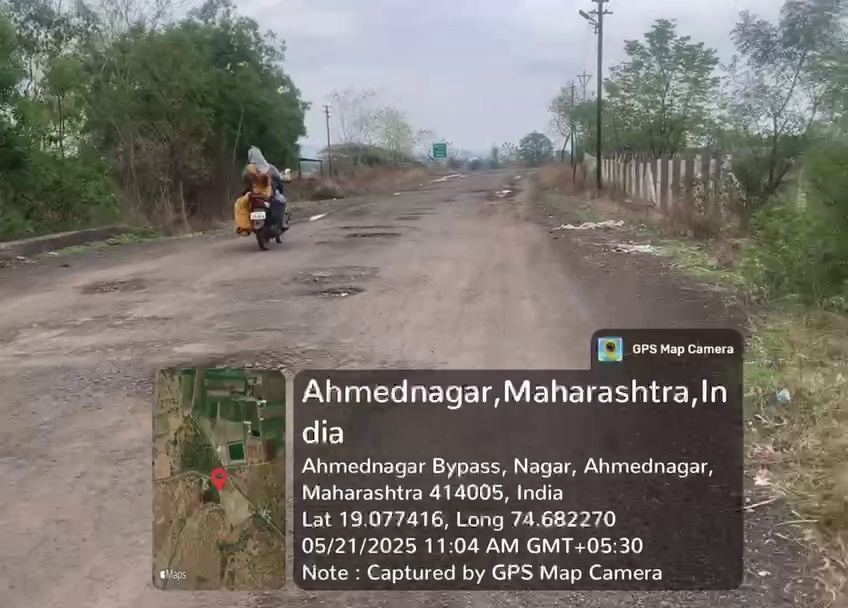 GPS Map Camera
Ahmednagar,Maharashtra,In
dia
Ahmednagar Bypass, Nagar, Ahmednagar,
Maharashtra 414005, India
Lat 19.077416, Long 74.682270
05/21/2025 11:04 AM GMT+05:30
Note : Captured by GPS Map Camera
Maps